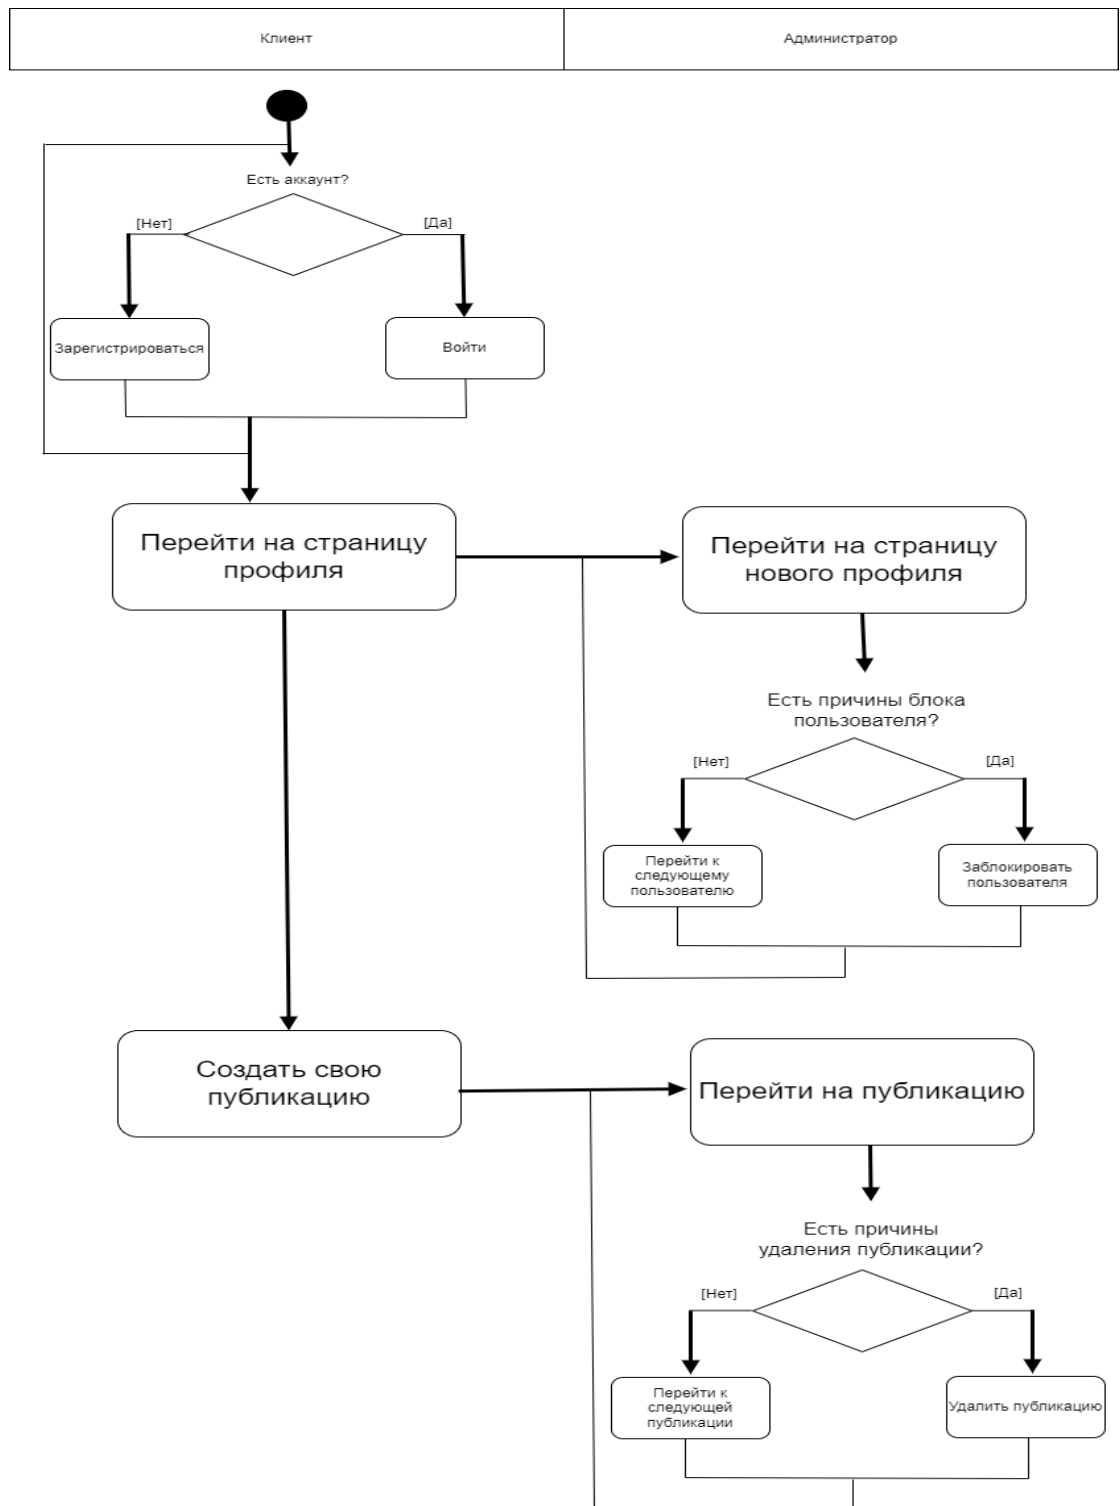 Клиент
Администратор
Есть аккаунт?
[Нет]
[Да]
Зарегистрироваться
Войти
Перейти на страницу
профиля
Перейти на страницу
нового профиля
Есть причины блока
пользователя?
[Нет]
[Да]
Перейти к
следующему
пользователю
Заблокировать
пользователя
Создать свою
публикацию
Перейти на публикацию
Есть причины
удаления публикации?
[Нет]
[Да]
Перейти к
следующей
публикации
Удалить публикацию